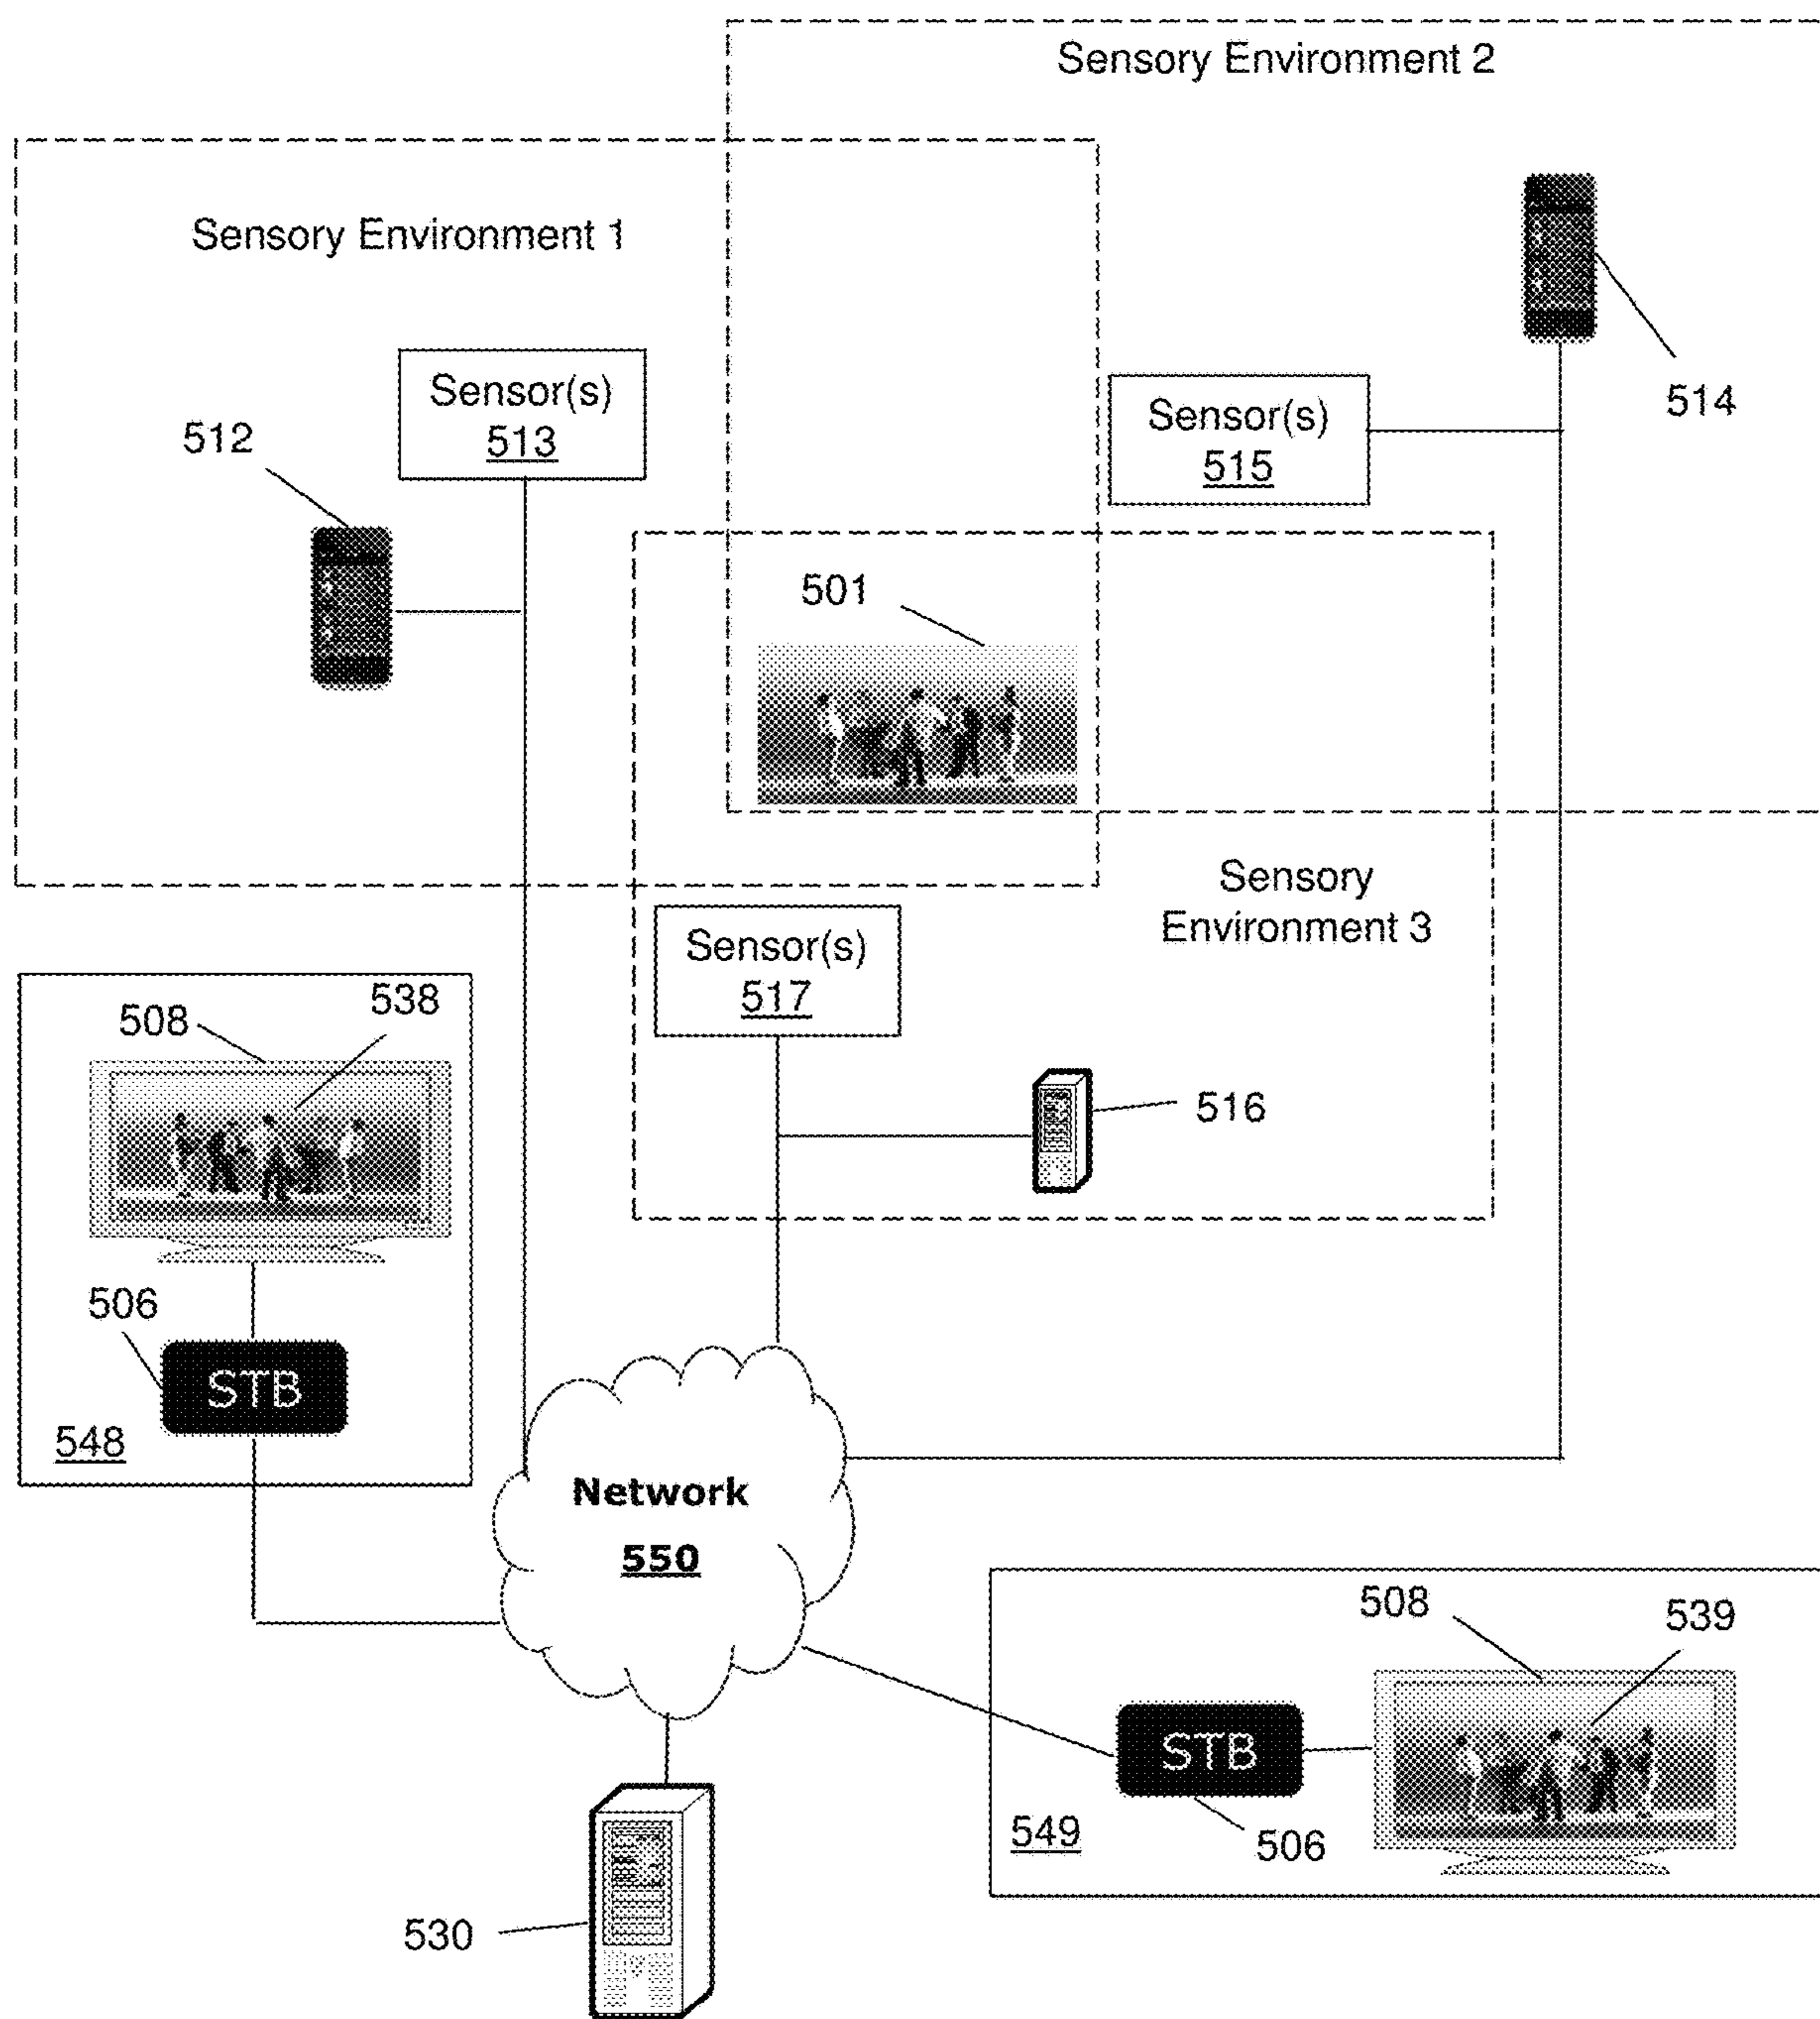 Sensory Environment 2
Sensory Environment 1
Sensor(s)
513
512
Sensor(s)
515
514
501
Sensory
Environment 3
Sensor(s)
517
516
538
508
506
STB
548
Network
550
508
539
STB
549
506
530